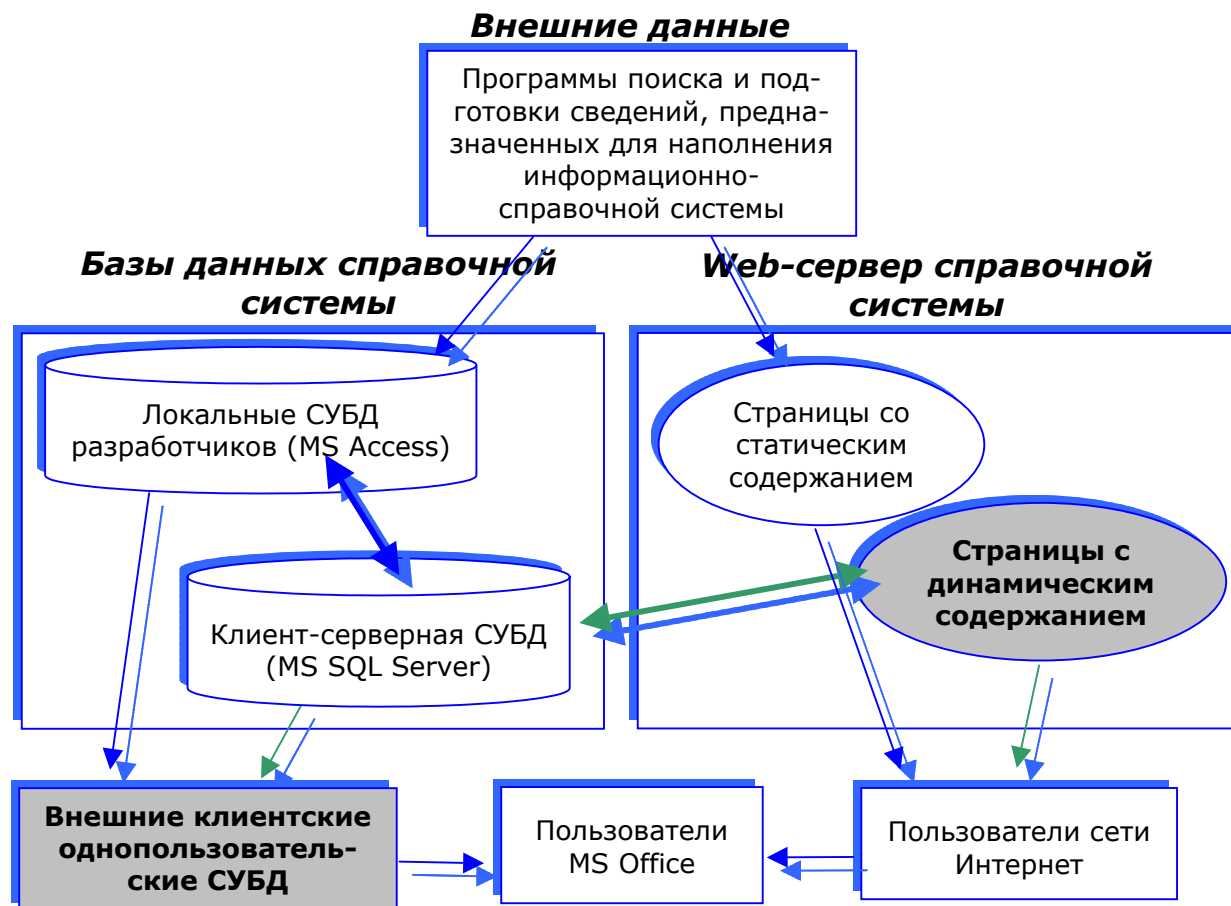 Внешние данные
Программы поиска и под-
готовки сведений, предна-
значенных для наполнения
информационно-
справочной системы
Базы данных справочной
системы
Web-сервер справочной
системы
Локальные СУБД
разработчиков (MS Access)
Страницы со
статическим
содержанием
Клиент-серверная СУБД
(MS SQL Server)
Страницы с
динамическим
содержанием
Внешние клиентские
однопользователь-
ские СУБД
Пользователи
MS Office
Пользователи сети
Интернет